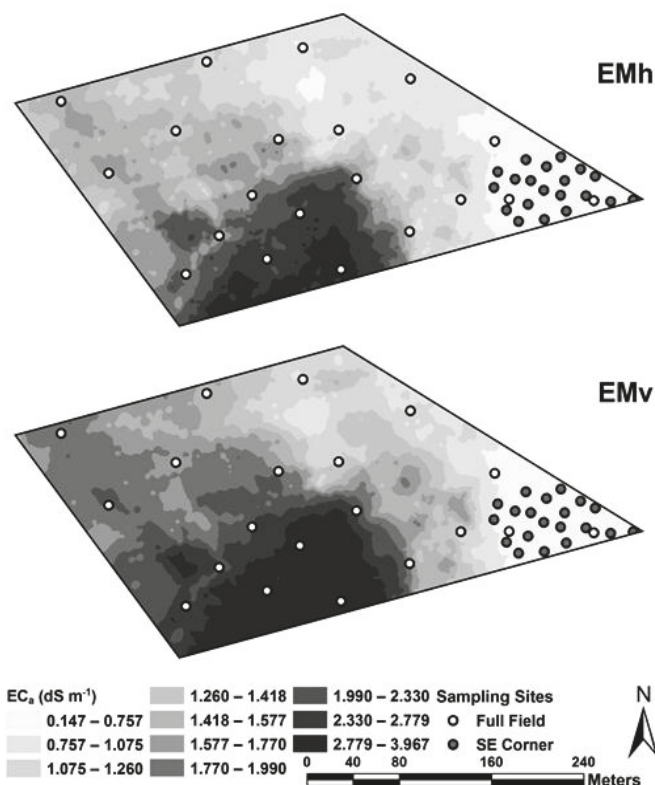 EMh
EMv
ECa (dS m⁻¹)
0.147 – 0.757
0.757 – 1.075
1.075 – 1.260
1.260 – 1.418
1.418 – 1.577
1.577 – 1.770
1.770 – 1.990
1.990 – 2.330
2.330 – 2.779
2.779 – 3.967
Sampling Sites
Full Field
SE Corner
N
0 40 80 160 240
Meters